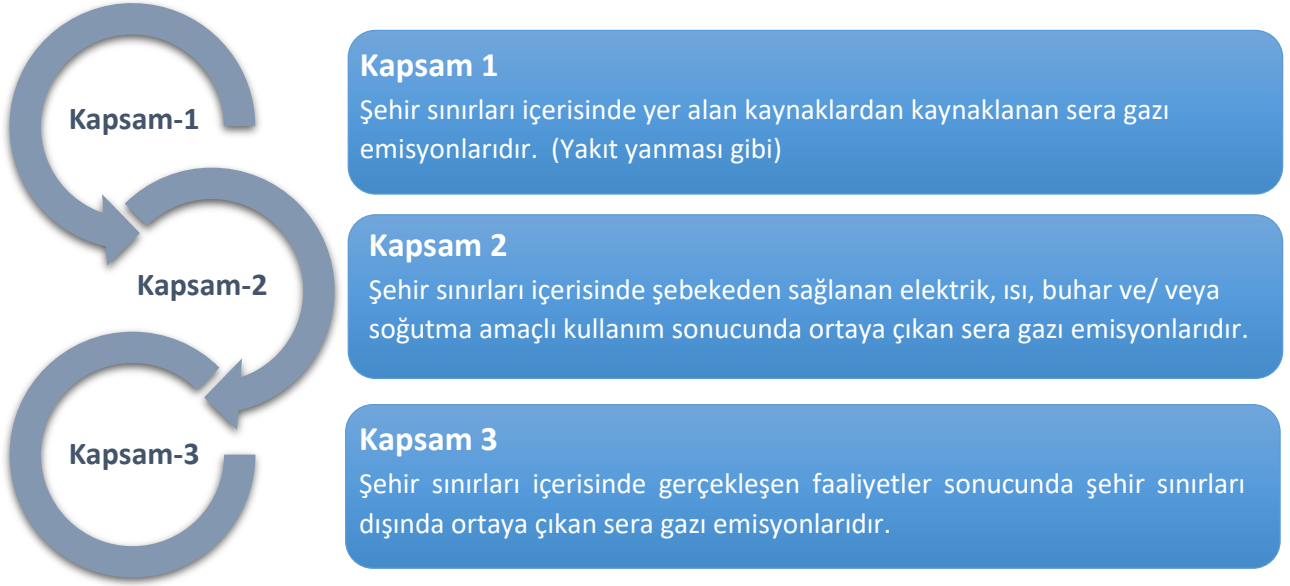 Kapsam-1
Kapsam 1
Şehir sınırları içerisinde yer alan kaynaklardan kaynaklanan sera gazı
emisyonlarıdır.  (Yakıt yanması gibi)
Kapsam-2
Kapsam 2
Şehir sınırları içerisinde şebekeden sağlanan elektrik, ısı, buhar ve/ veya
soğutma amaçlı kullanım sonucunda ortaya çıkan sera gazı emisyonlarıdır.
Kapsam-3
Kapsam 3
Şehir sınırları içerisinde gerçekleşen faaliyetler sonucunda şehir sınırları
dışında ortaya çıkan sera gazı emisyonlarıdır.